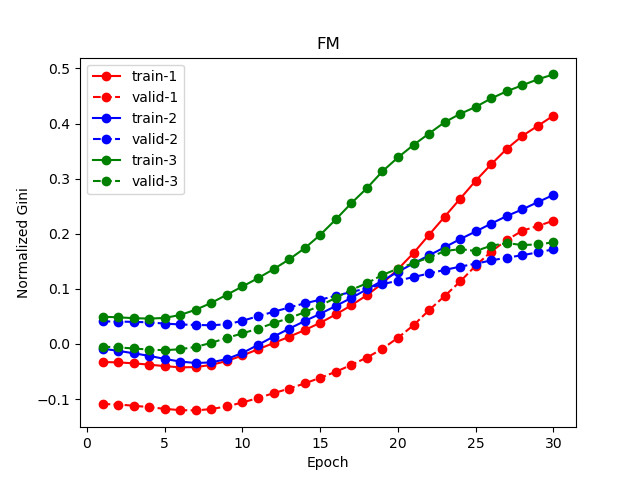 FM
train-1
valid-1
train-2
valid-2
train-3
valid-3
Normalized Gini
0.5
0.4
0.3
0.2
0.1
0.0
−0.1
0
5
10
15
20
25
30
Epoch